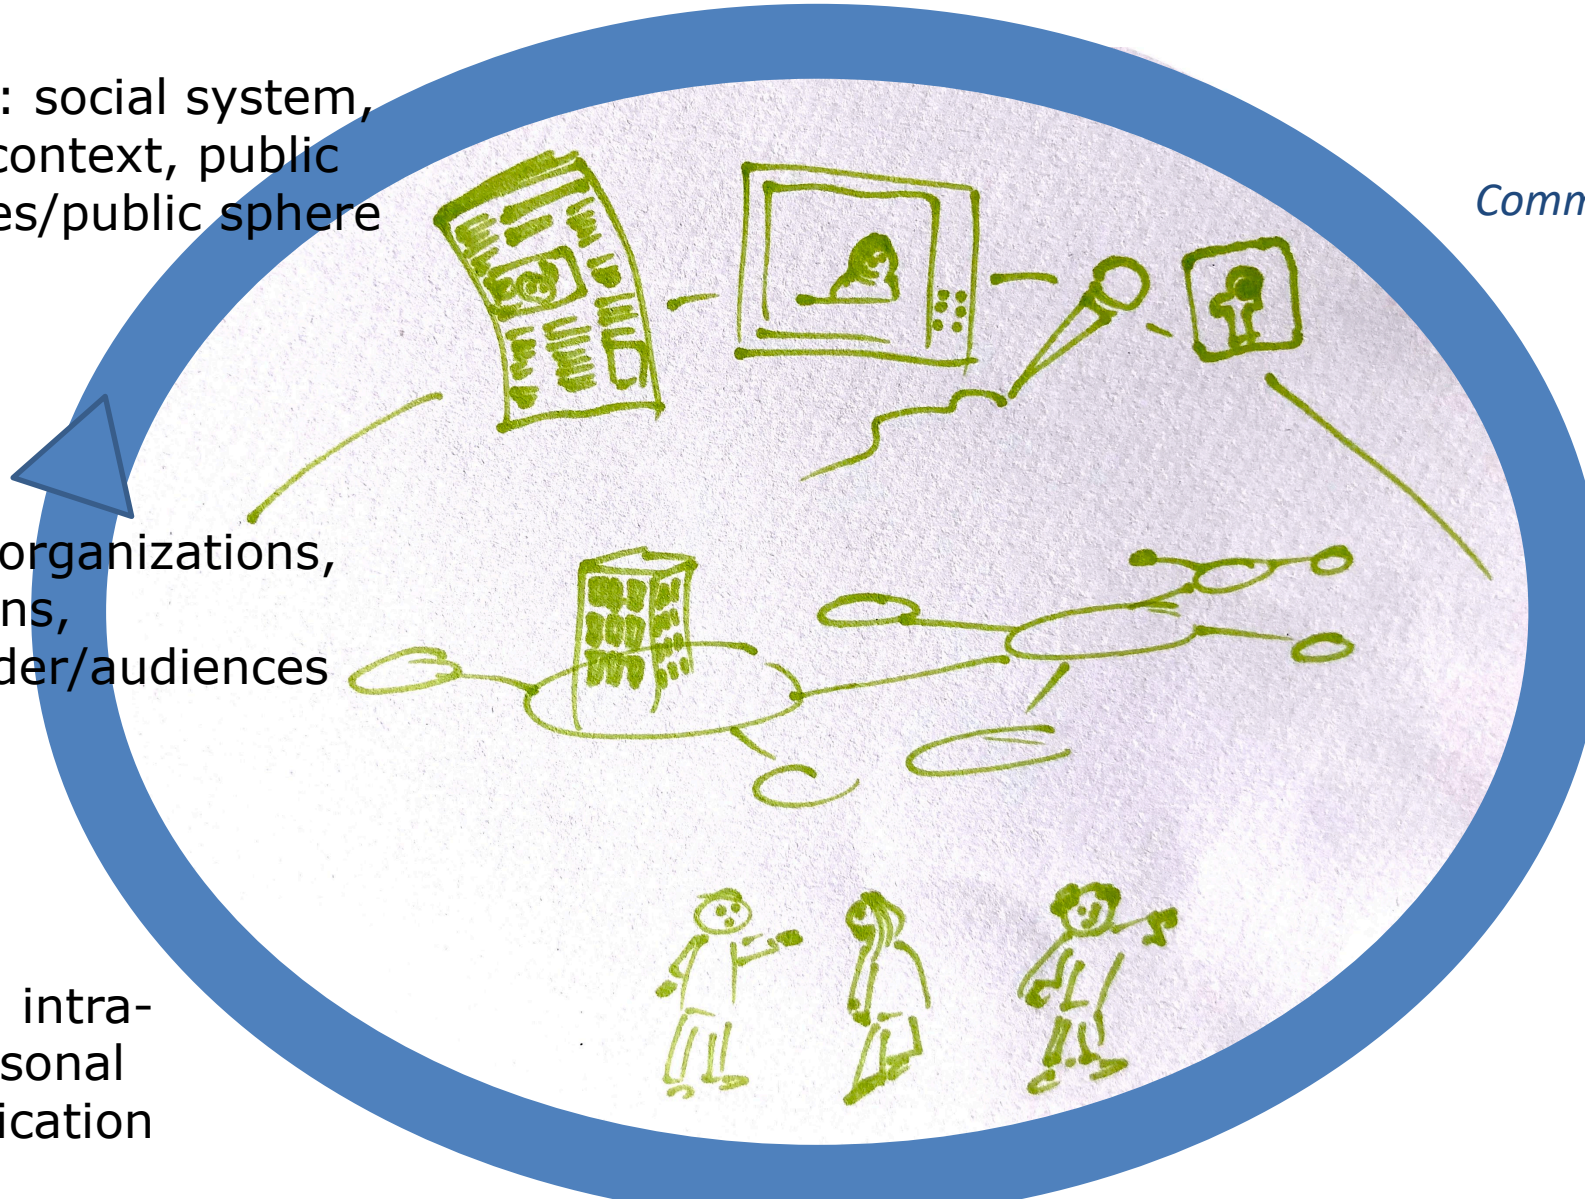 : social system,
context, public
es/public sphere
Comm
organizations,
ns,
der/audiences
intra-
sonal
ication